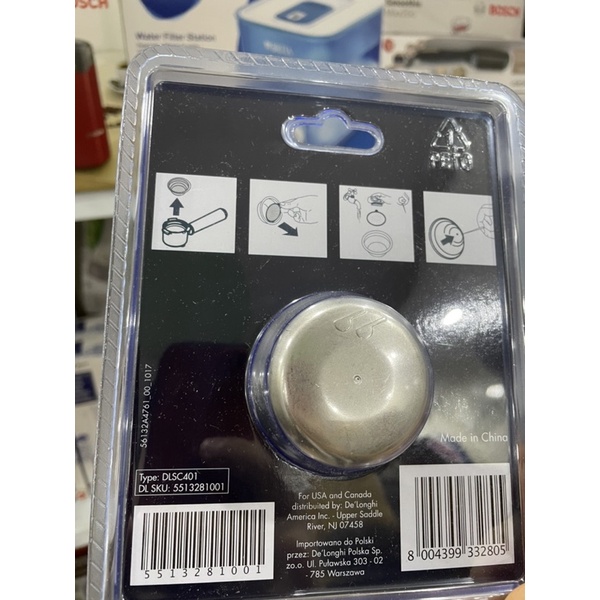 BOSCH
Water Filter Station
BOSCH
56132A4761_00_1017
Made in China
Type: DLSC401
DL SKU: 5513281001
For USA and Canada
distributed by: De'Longhi
America Inc. - Upper Saddle
River, NJ 07458
Importowano do Polski
przez: De'Longhi Polska Sp.
zo.o. Ul. Puławska 303 - 02
- 785 Warszawa
5513281001
8 004399 332805